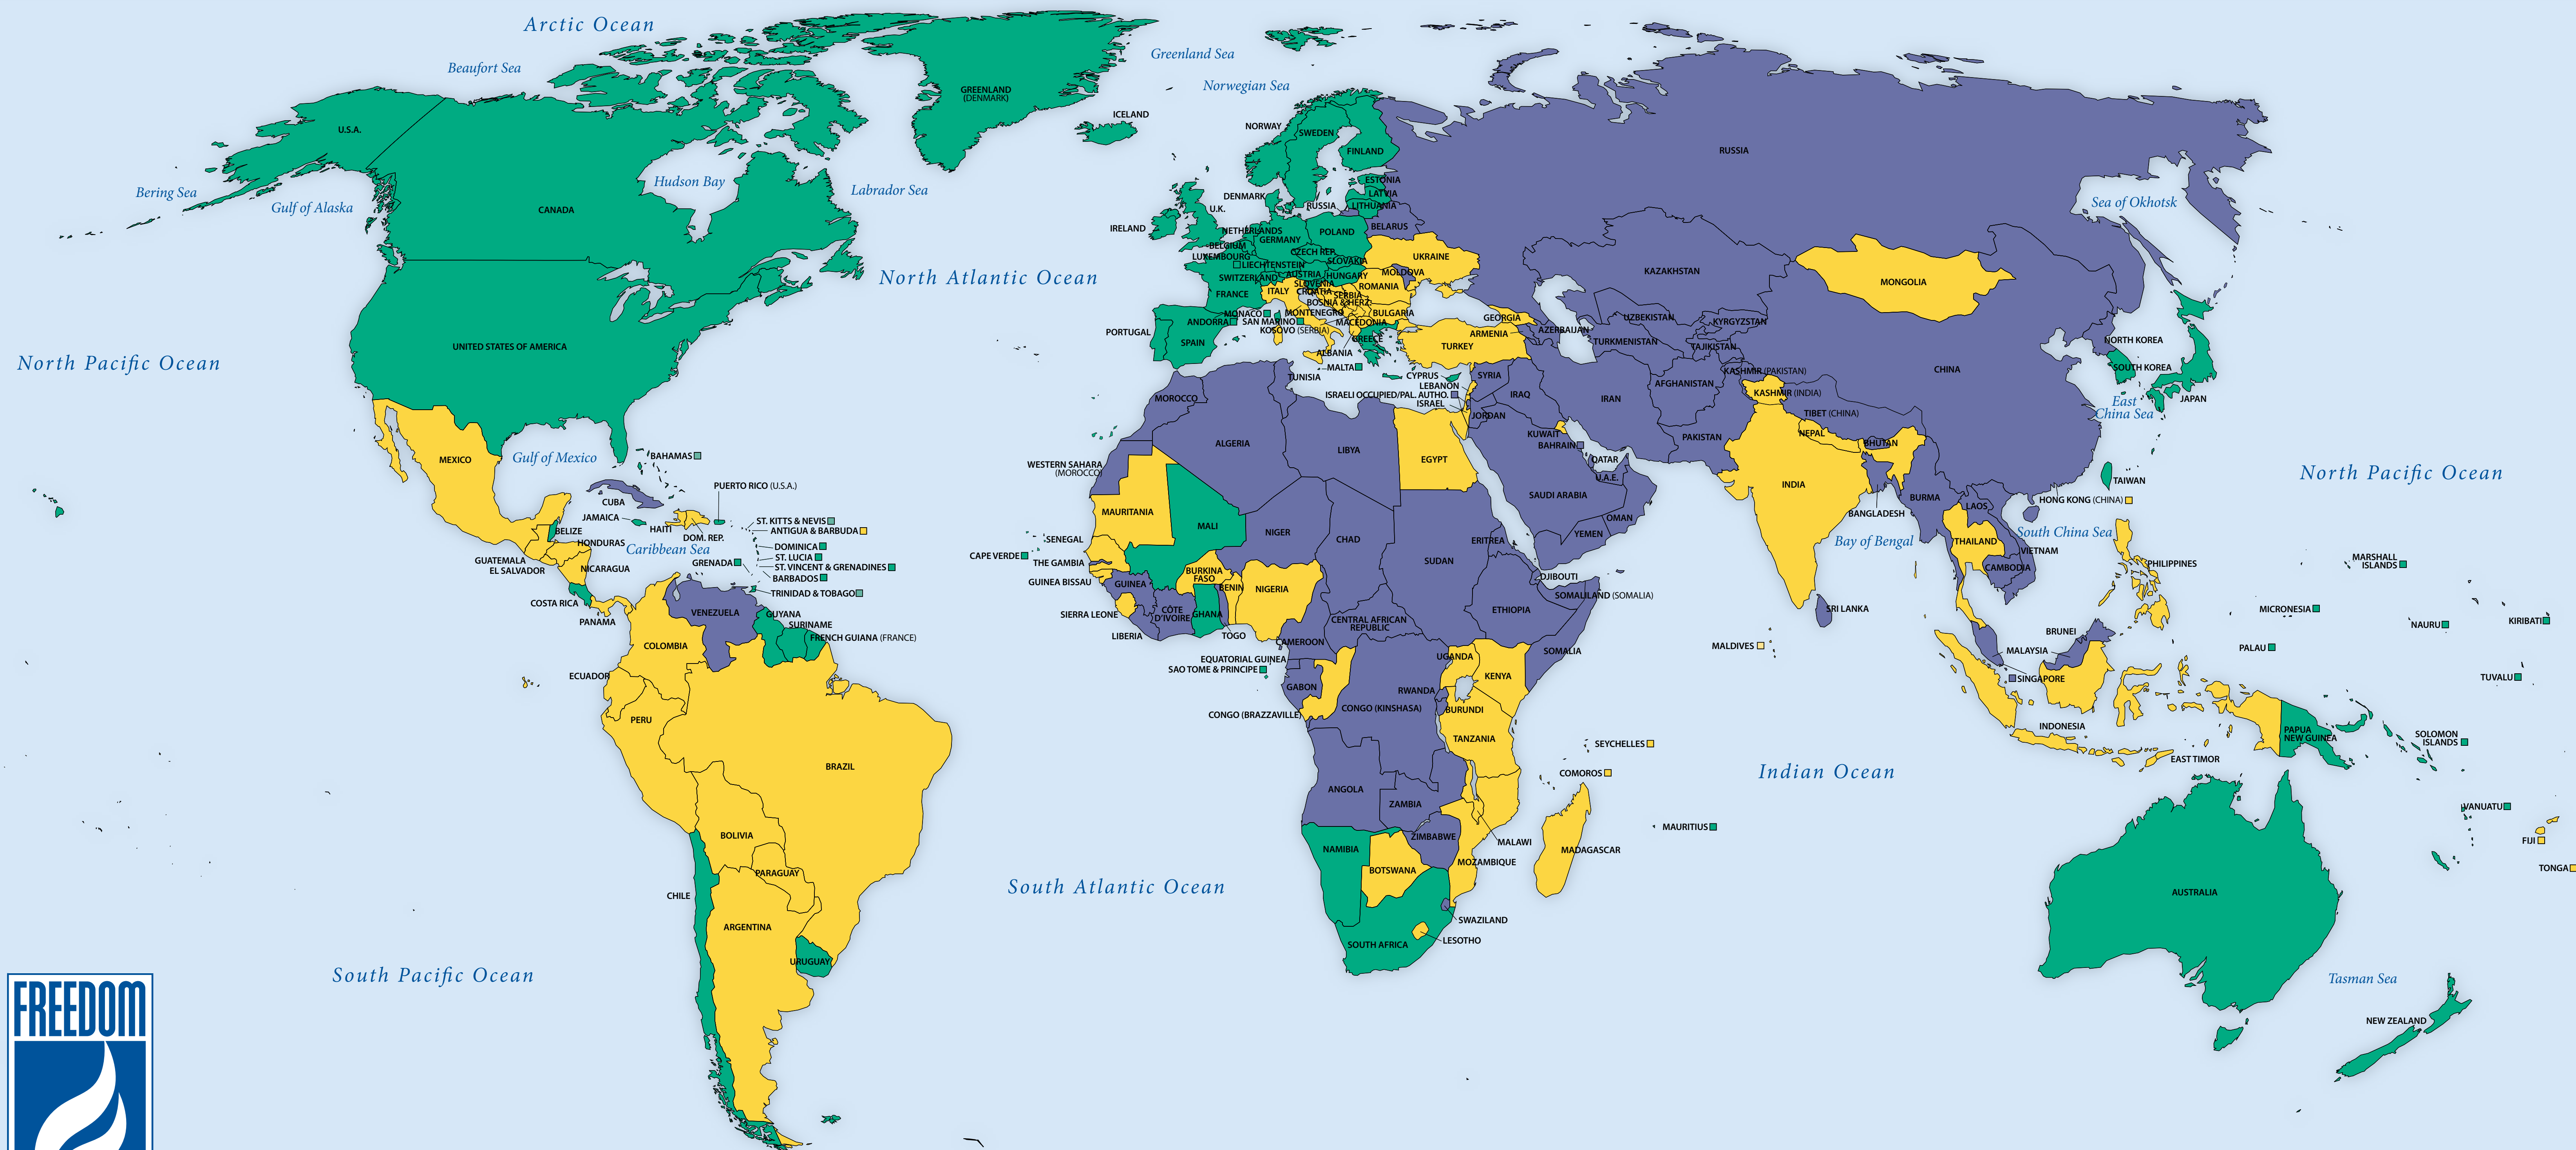 Arctic Ocean
Greenland Sea
Beaufort Sea
Norwegian Sea
GREENLAND
(DENMARK)
ICELAND
U.S.A.
NORWAY
SWEDEN
FINLAND
RUSSIA
Bering Sea
Gulf of Alaska
Hudson Bay
Labrador Sea
CANADA
ESTONIA
LATVIA
LITHUANIA
DENMARK
RUSSIA
U.K.
Sea of Okhotsk
IRELAND
NETHERLANDS
BELARUS
POLAND
GERMANY
BELGIUM
LUXEMBOURG
CZECH REP.
UKRAINE
LIECHTENSTEIN
SLOVAKIA
North Atlantic Ocean
SWITZERLAND
AUSTRIA
HUNGARY
MOLDOVA
KAZAKHSTAN
MONGOLIA
SLOVENIA
FRANCE
ITALY
CROATIA
SERBIA
ROMANIA
BOSNIA & HERZ.
MONACO
MONTENEGRO
BULGARIA
ANDORRA
SAN MARINO
MACEDONIA
GEORGIA
UZBEKISTAN
KYRGYZSTAN
PORTUGAL
SPAIN
KOSOVO (SERBIA)
ARMENIA
AZERBAIJAN
UNITED STATES OF AMERICA
GREECE
TURKEY
TURKMENISTAN
TAJIKISTAN
NORTH KOREA
ALBANIA
North Pacific Ocean
MALTA
TUNISIA
CYPRUS
SYRIA
LEBANON
AFGHANISTAN
KASHMIR (PAKISTAN)
CHINA
SOUTH KOREA
ISRAELI OCCUPIED/PAL. AUTHO.
ISRAEL
IRAQ
IRAN
KASHMIR (INDIA)
JAPAN
MOROCCO
JORDAN
TIBET (CHINA)
East
China Sea
KUWAIT
BAHRAIN
PAKISTAN
NEPAL
BHUTAN
ALGERIA
LIBYA
EGYPT
QATAR
U.A.E.
MEXICO
Gulf of Mexico
BAHAMAS
WESTERN SAHARA
(MOROCCO)
North Pacific Ocean
TAIWAN
PUERTO RICO (U.S.A.)
CUBA
INDIA
SAUDI ARABIA
BURMA
LAOS
HONG KONG (CHINA)
JAMAICA
HAITI
DOM. REP.
BELIZE
ST. KITTS & NEVIS
ANTIGUA & BARBUDA
MAURITANIA
MALI
NIGER
CHAD
OMAN
BANGLADESH
HONDURAS
Caribbean Sea
DOMINICA
ST. LUCIA
ST. VINCENT & GRENADINES
BARBADOS
GRENADA
TRINIDAD & TOBAGO
GUATEMALA
EL SALVADOR
NICARAGUA
SENEGAL
CAPE VERDE
THE GAMBIA
GUINEA BISSAU
ERITREA
YEMEN
SUDAN
Bay of Bengal
South China Sea
THAILAND
VIETNAM
CAMBODIA
PHILIPPINES
MARSHALL
ISLANDS
BURKINA
FASO
GUINEA
BENIN
NIGERIA
DJIBOUTI
SOMALILAND (SOMALIA)
COSTA RICA
PANAMA
VENEZUELA
GUYANA
SURINAME
FRENCH GUIANA (FRANCE)
SIERRA LEONE
LIBERIA
CÔTE
D'IVOIRE
GHANA
TOGO
CAMEROON
CENTRAL AFRICAN
REPUBLIC
ETHIOPIA
SRI LANKA
MICRONESIA
NAURU
KIRIBATI
COLOMBIA
EQUATORIAL GUINEA
SAO TOME & PRINCIPE
UGANDA
KENYA
SOMALIA
MALDIVES
BRUNEI
MALAYSIA
PALAU
ECUADOR
GABON
RWANDA
SINGAPORE
TUVALU
PERU
CONGO (BRAZZAVILLE)
CONGO (KINSHASA)
BURUNDI
TANZANIA
SEYCHELLES
INDONESIA
PAPUA
NEW GUINEA
SOLOMON
ISLANDS
EAST TIMOR
BRAZIL
COMOROS
Indian Ocean
ANGOLA
ZAMBIA
MALAWI
MAURITIUS
VANUATU
BOLIVIA
ZIMBABWE
NAMIBIA
BOTSWANA
MOZAMBIQUE
MADAGASCAR
FIJI
TONGA
PARAGUAY
CHILE
South Atlantic Ocean
AUSTRALIA
ARGENTINA
SWAZILAND
LESOTHO
SOUTH AFRICA
URUGUAY
South Pacific Ocean
Tasman Sea
NEW ZEALAND
FREEDOM